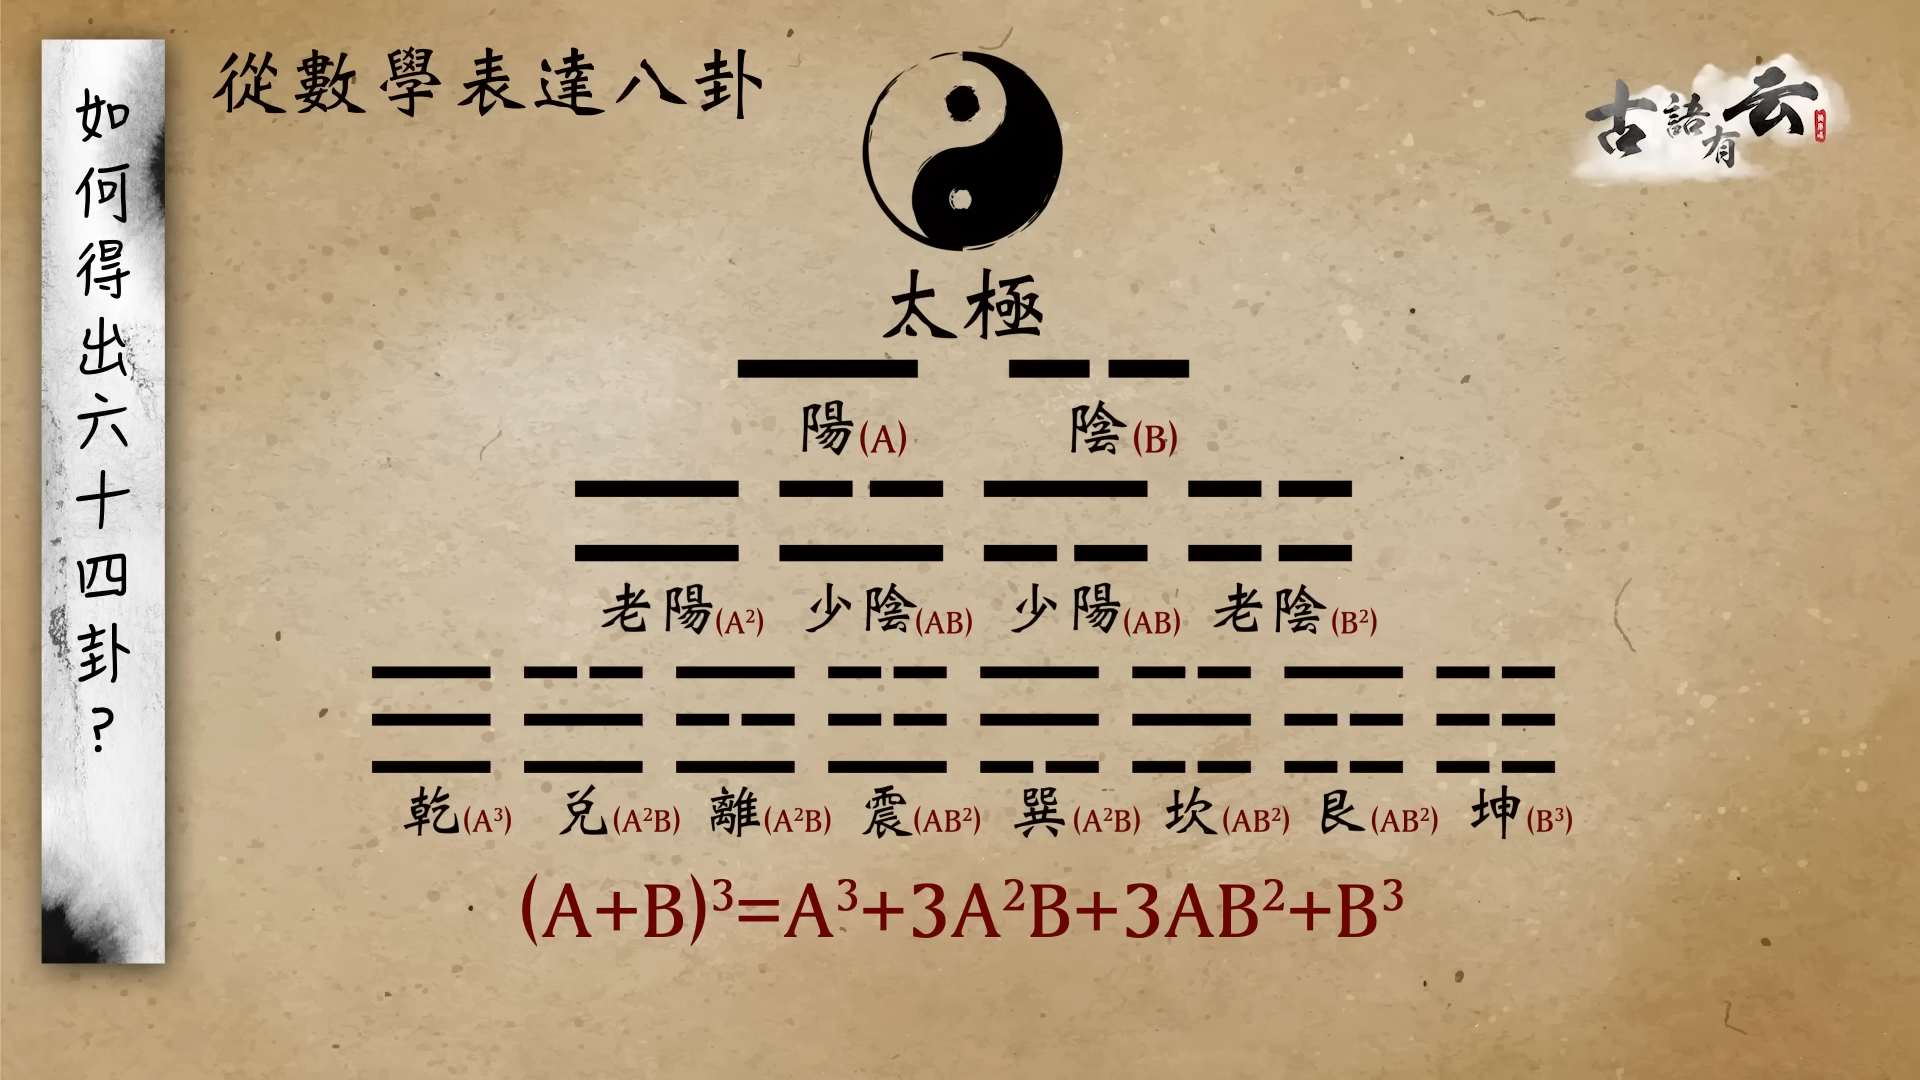 如何得出六十四卦？
從數學表達八卦
古語有云
太極
陽(A) 陰(B)
老陽(A²) 少陰(AB) 少陽(AB) 老陰(B²)
乾(A³) 兑(A²B) 離(A²B) 震(AB²) 巽(A²B) 坎(AB²) 艮(AB²) 坤(B³)
(A+B)³=A³+3A²B+3AB²+B³